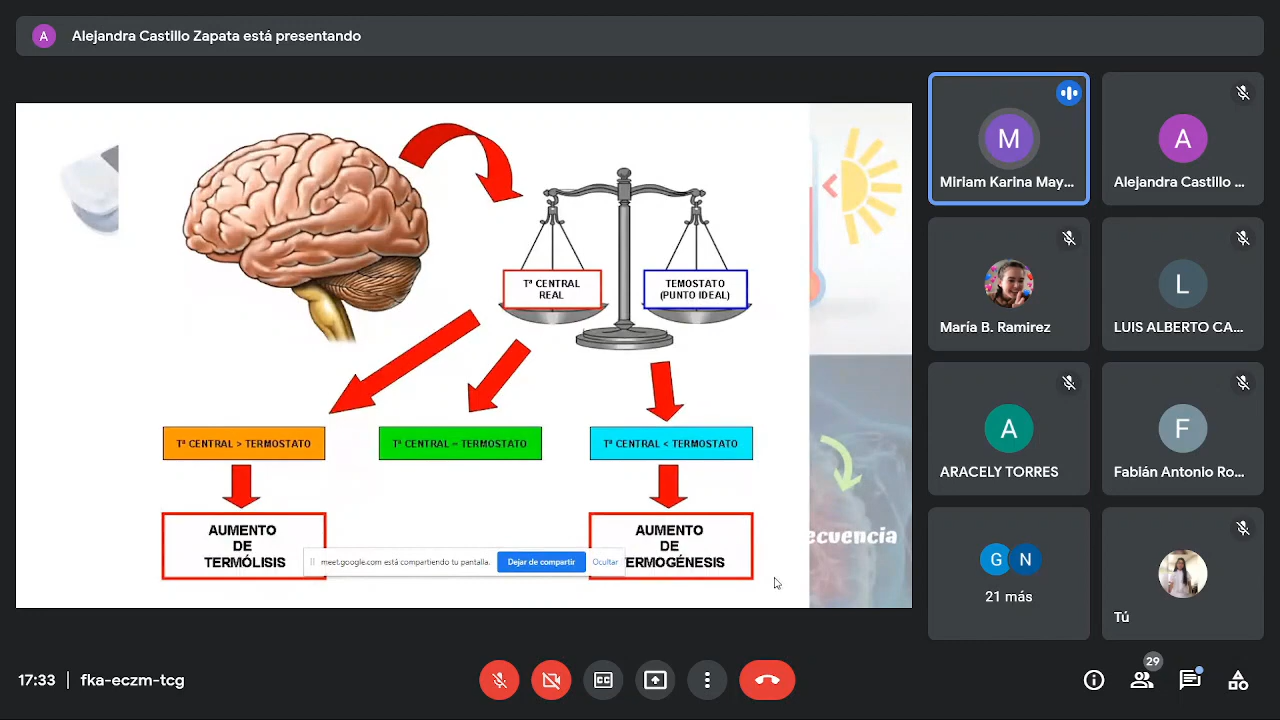 A
Alejandra Castillo Zapata está presentando
Tª CENTRAL
REAL
TEMOSTATO
(PUNTO IDEAL)
Tª CENTRAL > TERMOSTATO
Tª CENTRAL = TERMOSTATO
Tª CENTRAL < TERMOSTATO
AUMENTO
DE
TERMÓLISIS
AUMENTO
DE
ERMOGÉNESIS
meet.google.com está compartiendo tu pantalla.
Dejar de compartir
Ocultar
ecuencia
M
Miriam Karina May...
A
Alejandra Castillo ...
María B. Ramirez
L
LUIS ALBERTO CA...
A
ARACELY TORRES
F
Fabián Antonio Ro...
G N
21 más
Tú
17:33 | fka-eczm-tcg
29